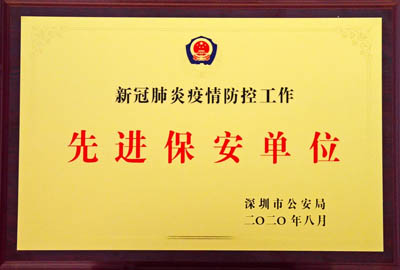 新冠肺炎疫情防控工作
先进保安单位
深圳市公安局
二〇二〇年八月